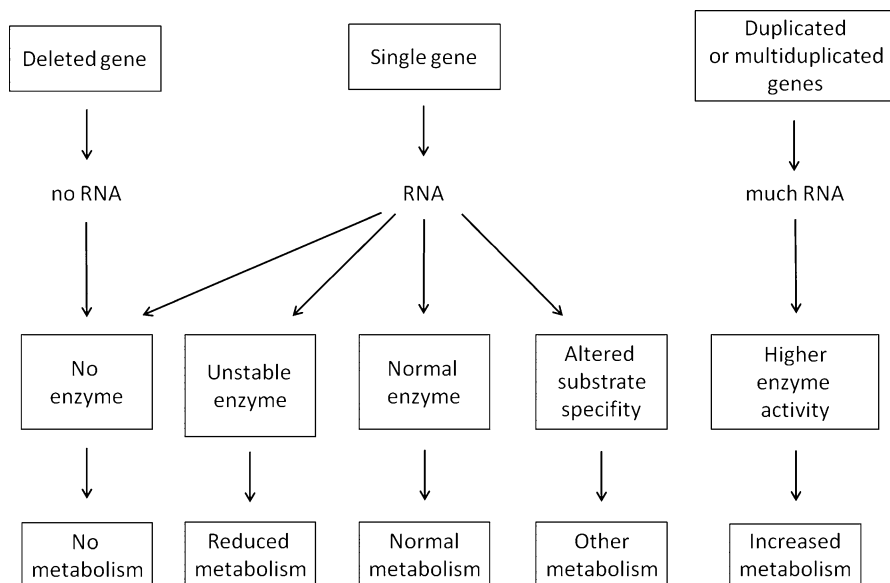 Deleted gene
Single gene
Duplicated
or multiduplicated
genes
no RNA
RNA
much RNA
No
enzyme
Unstable
enzyme
Normal
enzyme
Altered
substrate
specifity
Higher
enzyme
activity
No
metabolism
Reduced
metabolism
Normal
metabolism
Other
metabolism
Increased
metabolism